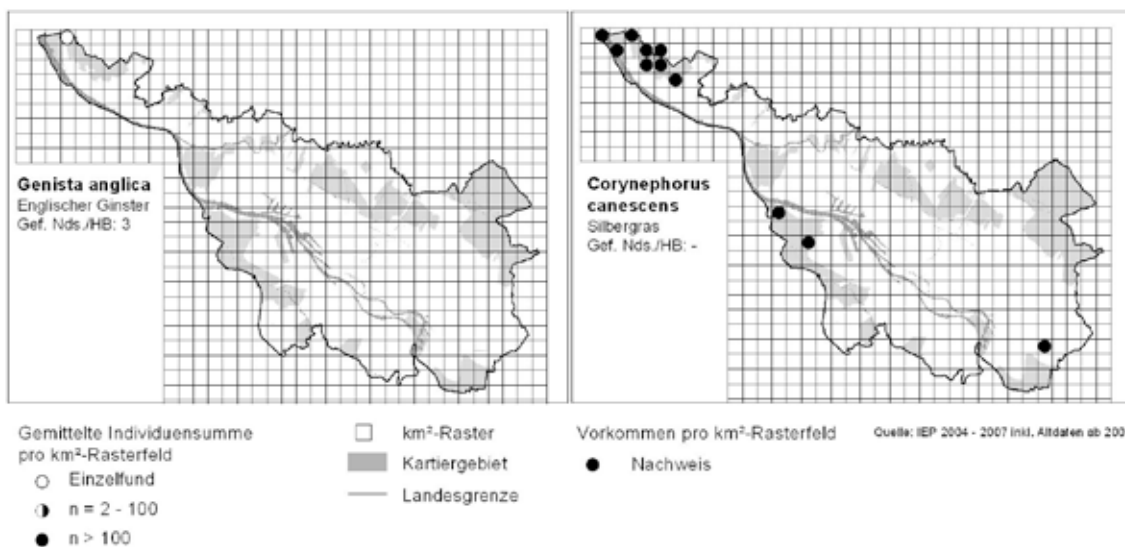 Genista anglica
Englischer Ginster
Gef. Nds./HB: 3
Corynephorus
canescens
Silbergras
Gef. Nds./HB: -
Gemittelte Individuensumme
pro km²-Rasterfeld
Einzelfund
n = 2 - 100
n > 100
km²-Raster
Kartiergebiet
Landesgrenze
Vorkommen pro km²-Rasterfeld
Nachweis
Quelle: IEP 2004 - 2007 inkl. Altdaten ab 200